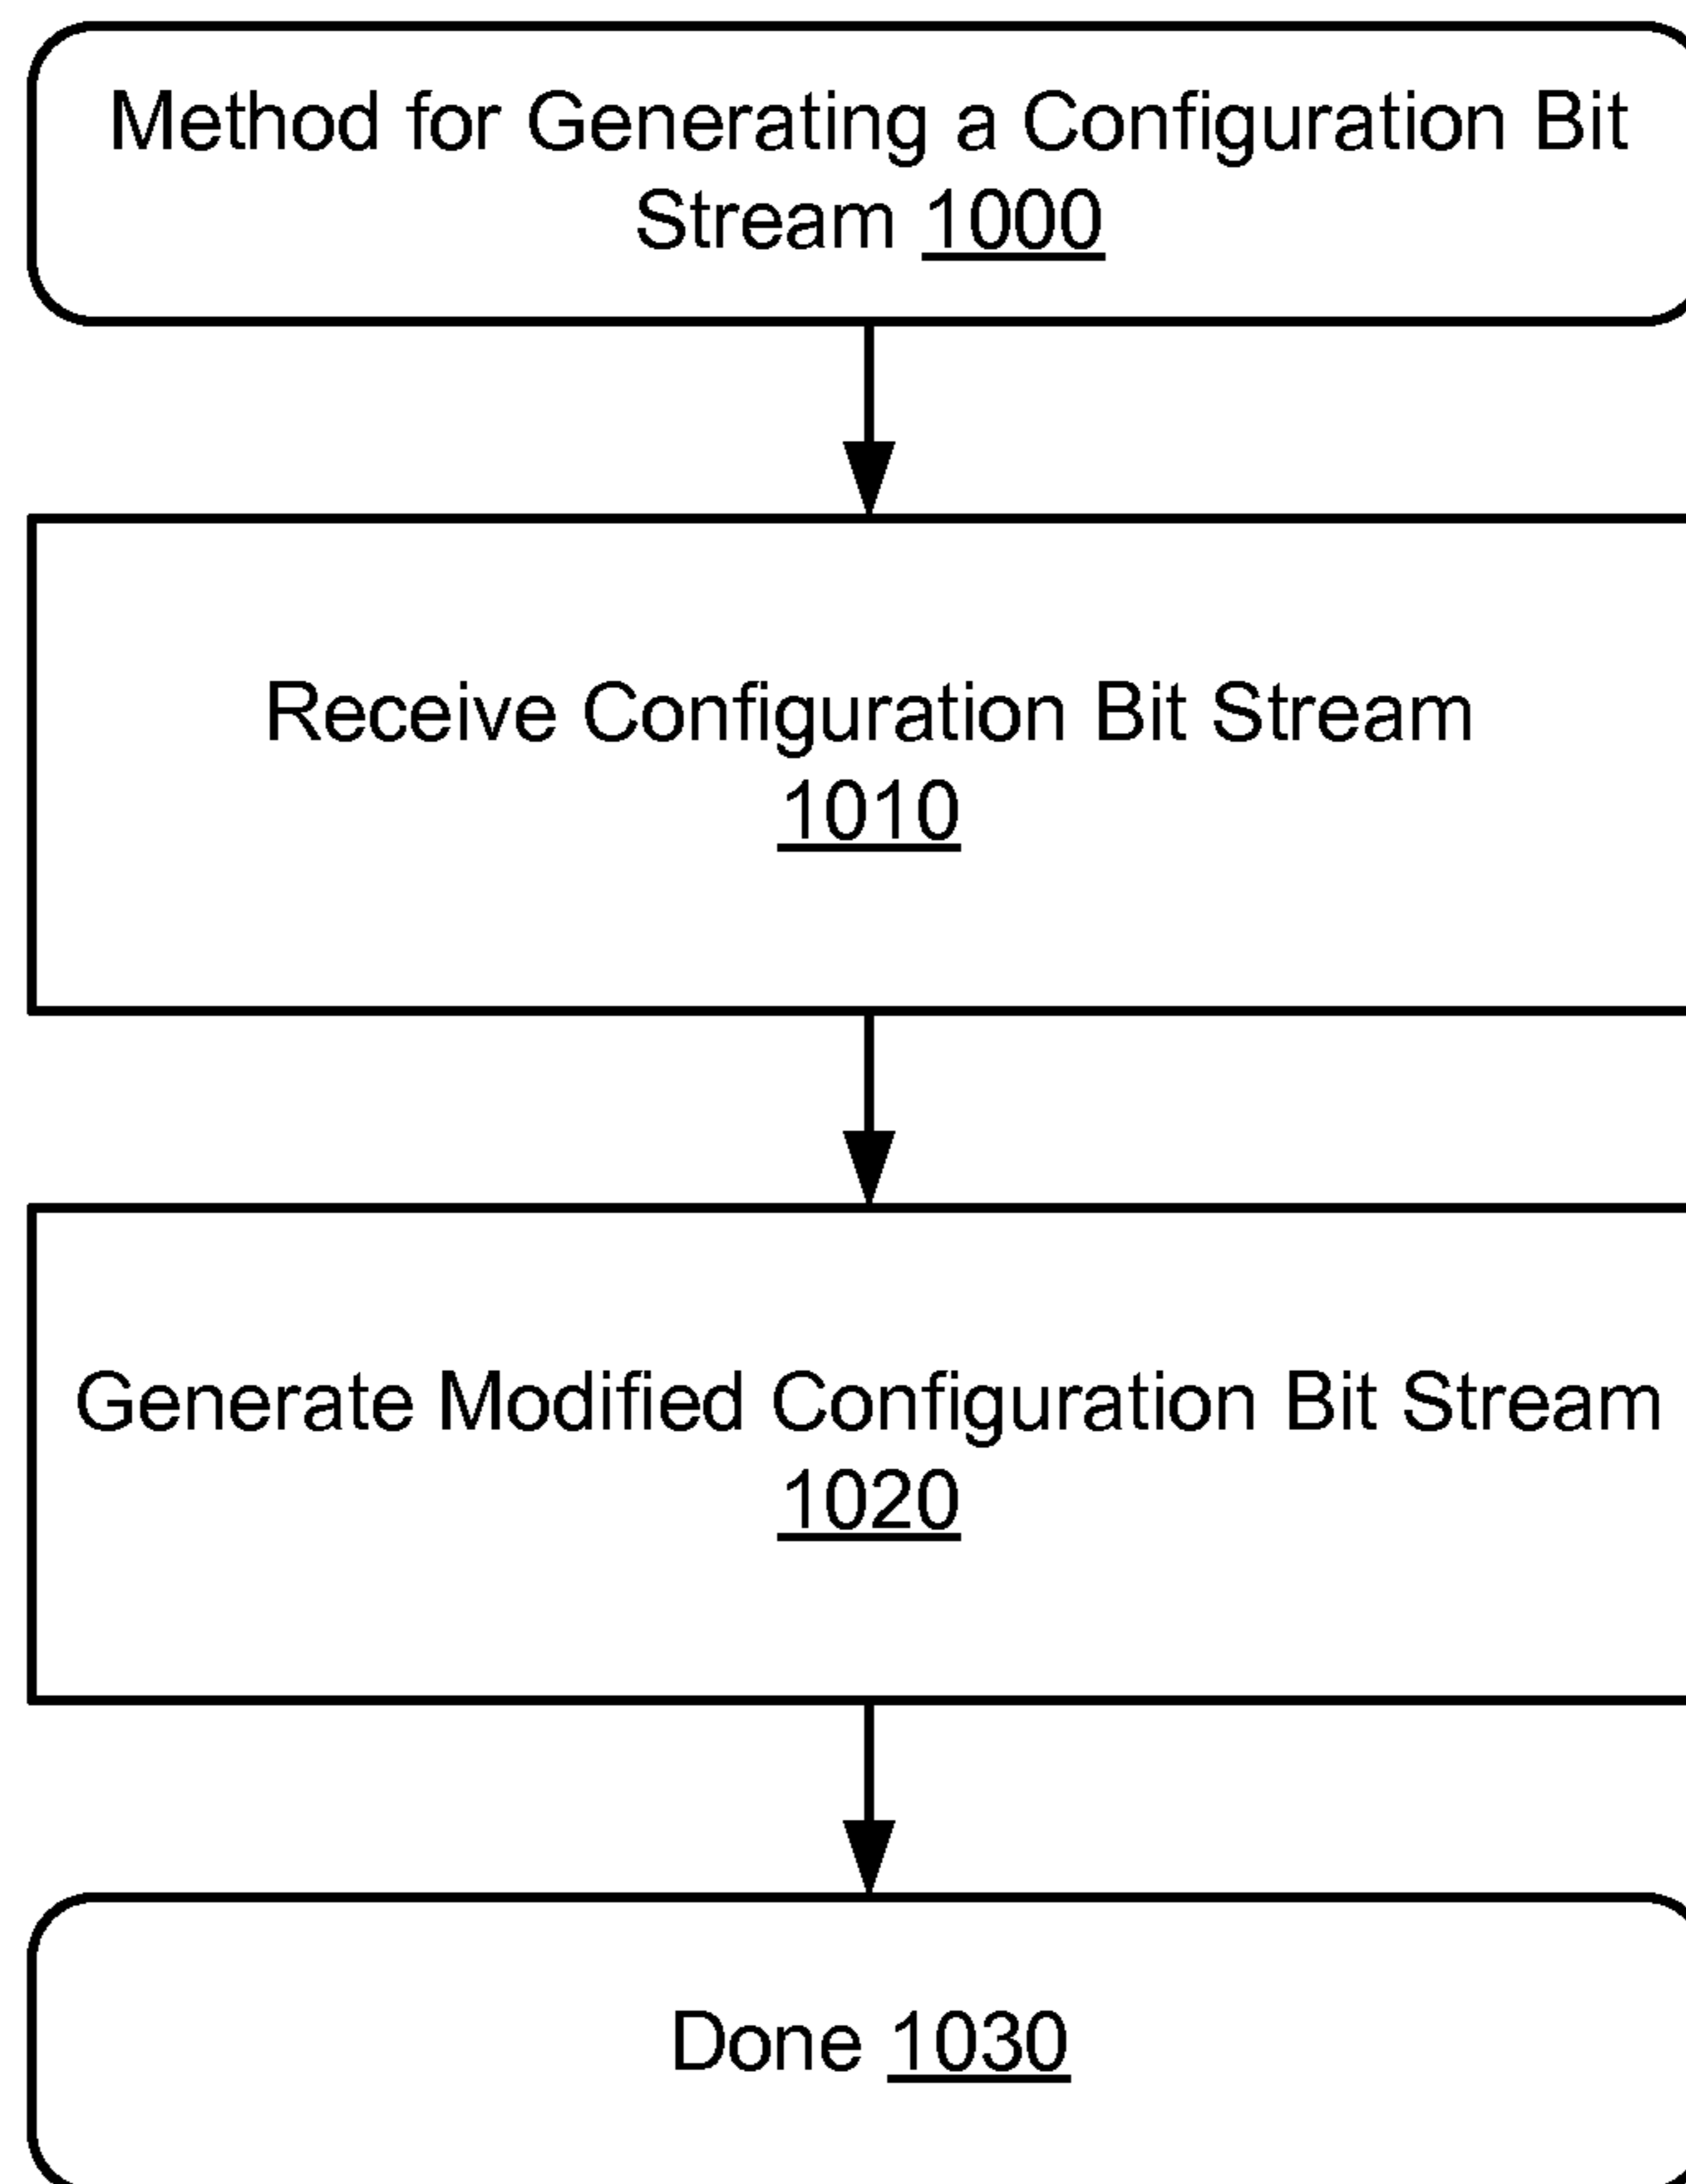 Method for Generating a Configuration Bit
Stream 1000
Receive Configuration Bit Stream
1010
Generate Modified Configuration Bit Stream
1020
Done 1030